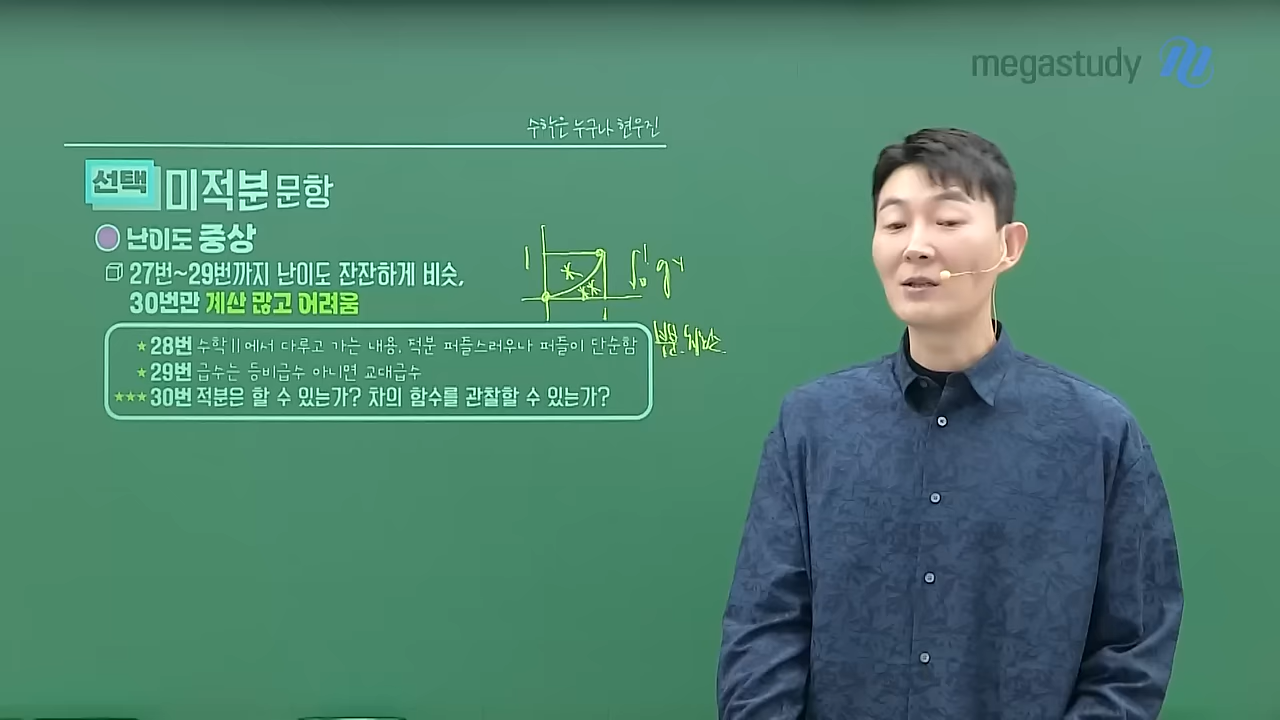 megastudy
수학은 누구나 현우진
선택 미적분 문항
난이도 중상
27번~29번까지 난이도 잔잔하게 비슷,
30번만 계산 많고 어려움
★ 28번 수학II에서 다루고 가는 내용. 적분 퍼즐스러우나 퍼즐이 단순함
★ 29번 급수는 등비급수 아니면 교대급수
★★★ 30번 적분은 할 수 있는가? 차의 함수를 관찰할 수 있는가?
1
1